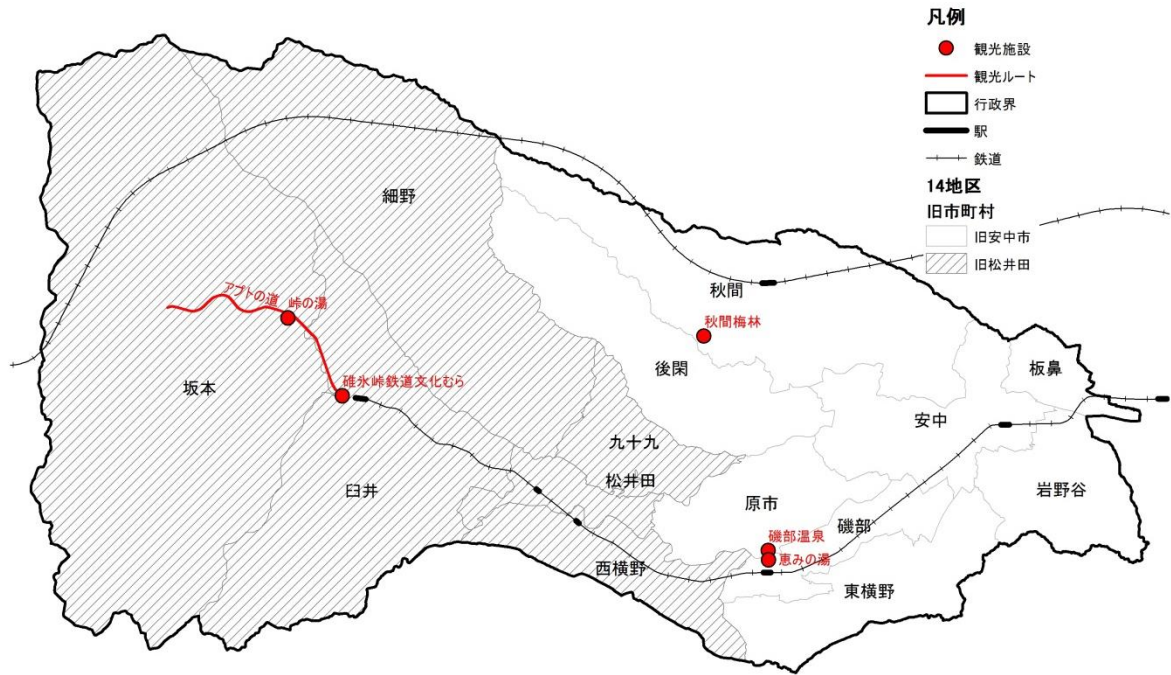 凡例
観光施設
観光ルート
行政界
駅
鉄道
14地区
旧市町村
旧安中市
旧松井田
細野
秋間
アプトの道 峠の湯
秋間梅林
後閑
板鼻
坂本
碓氷峠鉄道文化むら
安中
九十九
松井田
臼井
岩野谷
原市
磯部
磯部温泉
恵みの湯
西横野
東横野